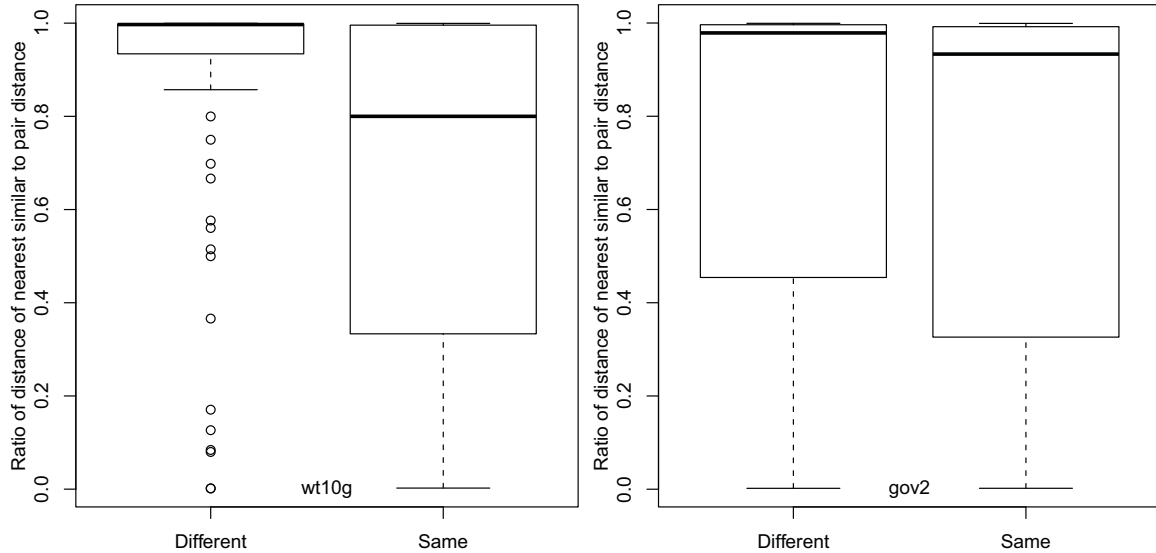 Ratio of distance of nearest similar to pair distance
1.0
0.8
0.6
0.4
0.2
0.0
wt10g
Different Same
Ratio of distance of nearest similar to pair distance
1.0
0.8
0.6
0.4
0.2
0.0
gov2
Different Same